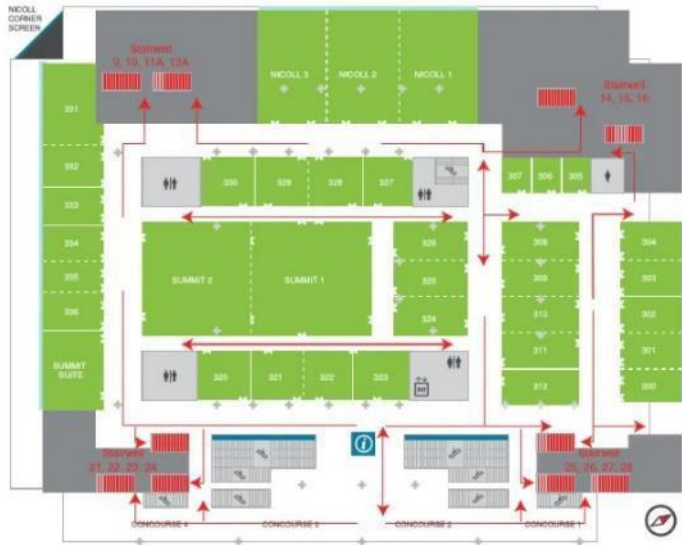 NICOLL
CORNER
SCREEN
Stairwell
9, 10, 11A, 12A
NICOLL 3
NICOLL 2
NICOLL 1
Stairwell
14, 15, 16
331
332
333
334
335
336
SUMMIT
SUITE
330
329
328
327
307
306
305
SUMMIT 2
SUMMIT 1
326
325
324
308
309
310
311
312
304
303
302
301
300
320
321
322
323
Stairwell
21, 22, 23, 24
Stairwell
25, 26, 27, 28
CONCOURSE 4
CONCOURSE 3
CONCOURSE 2
CONCOURSE 1